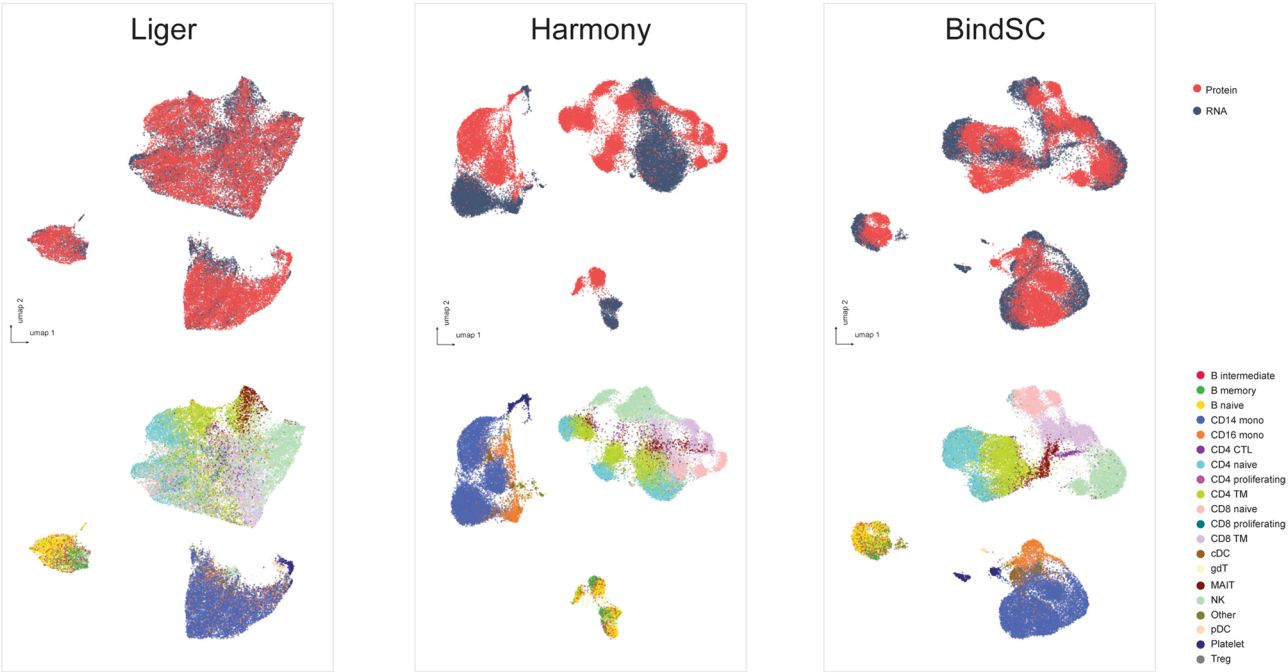 Liger
Harmony
BindSC
Protein
RNA
umap 2
umap 1
umap 2
umap 1
umap 2
umap 1
B intermediate
B memory
B naive
CD14 mono
CD16 mono
CD4 CTL
CD4 naive
CD4 proliferating
CD4 TM
CD8 naive
CD8 proliferating
CD8 TM
cDC
gdT
MAIT
NK
Other
pDC
Platelet
Treg